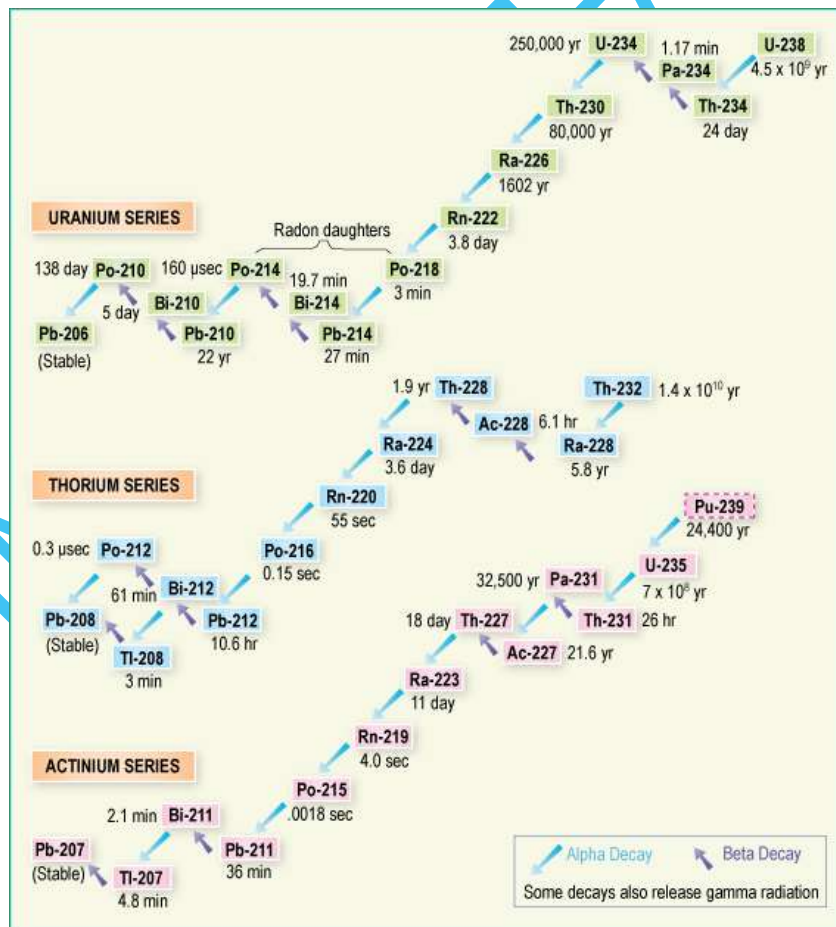 250,000 yr U-234 1.17 min U-238
Pa-234 4.5 x 10⁹ yr
Th-230 Th-234
80,000 yr 24 day
Ra-226
1602 yr
URANIUM SERIES Rn-222
Radon daughters 3.8 day
138 day Po-210 160 µsec Po-214 19.7 min Po-218
5 day Bi-210 Bi-214 3 min
Pb-206 Pb-210 Pb-214
(Stable) 22 yr 27 min
1.9 yr Th-228 Th-232 1.4 x 10¹⁰ yr
Ac-228 6.1 hr
Ra-224 Ra-228
3.6 day 5.8 yr
THORIUM SERIES
Rn-220
55 sec Pu-239
24,400 yr
0.3 µsec Po-212 Po-216
0.15 sec U-235
61 min Bi-212 32,500 yr Pa-231 7 x 10⁸ yr
Pb-208 Pb-212 18 day Th-227 Th-231 26 hr
(Stable) Tl-208 10.6 hr Ac-227 21.6 yr
3 min
Ra-223
11 day
Rn-219
4.0 sec
ACTINIUM SERIES
Po-215
.0018 sec
2.1 min Bi-211
Pb-207 Pb-211
(Stable) Tl-207 36 min
4.8 min
Alpha Decay Beta Decay
Some decays also release gamma radiation